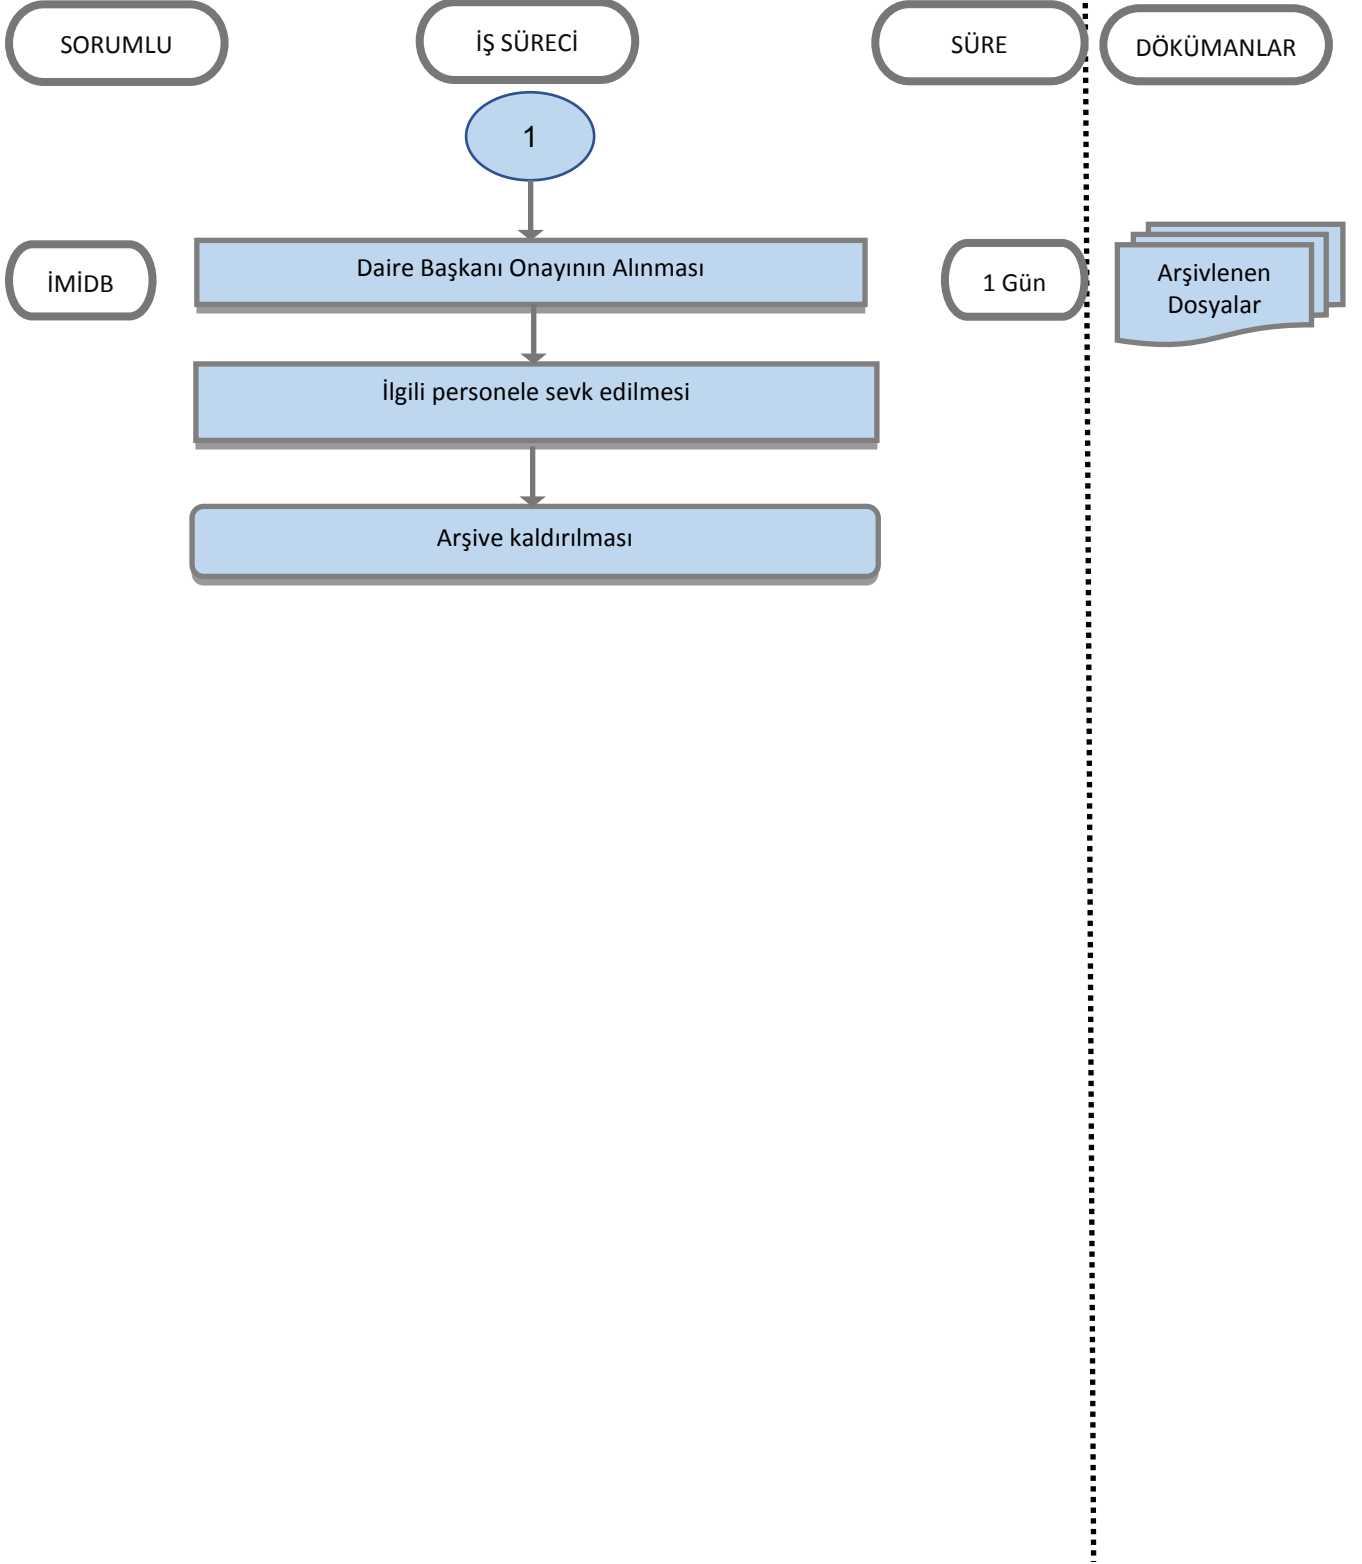 SORUMLU
İŞ SÜRECİ
SÜRE
DÖKÜMANLAR
1
İMİDB
Daire Başkanı Onayının Alınması
1 Gün
Arşivlenen
Dosyalar
İlgili personele sevk edilmesi
Arşive kaldırılması